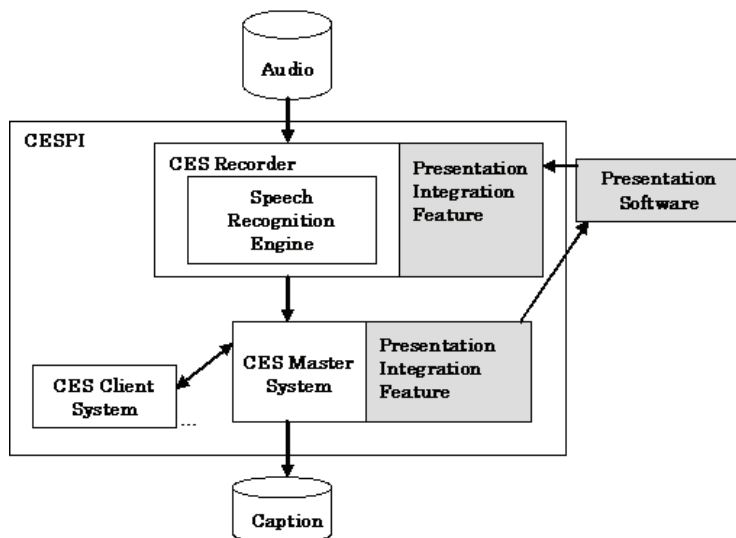 Audio
CESPI
CES Recorder
Speech
Recognition
Engine
Presentation
Integration
Feature
Presentation
Software
CES Master
System
Presentation
Integration
Feature
CES Client
System
...
Caption